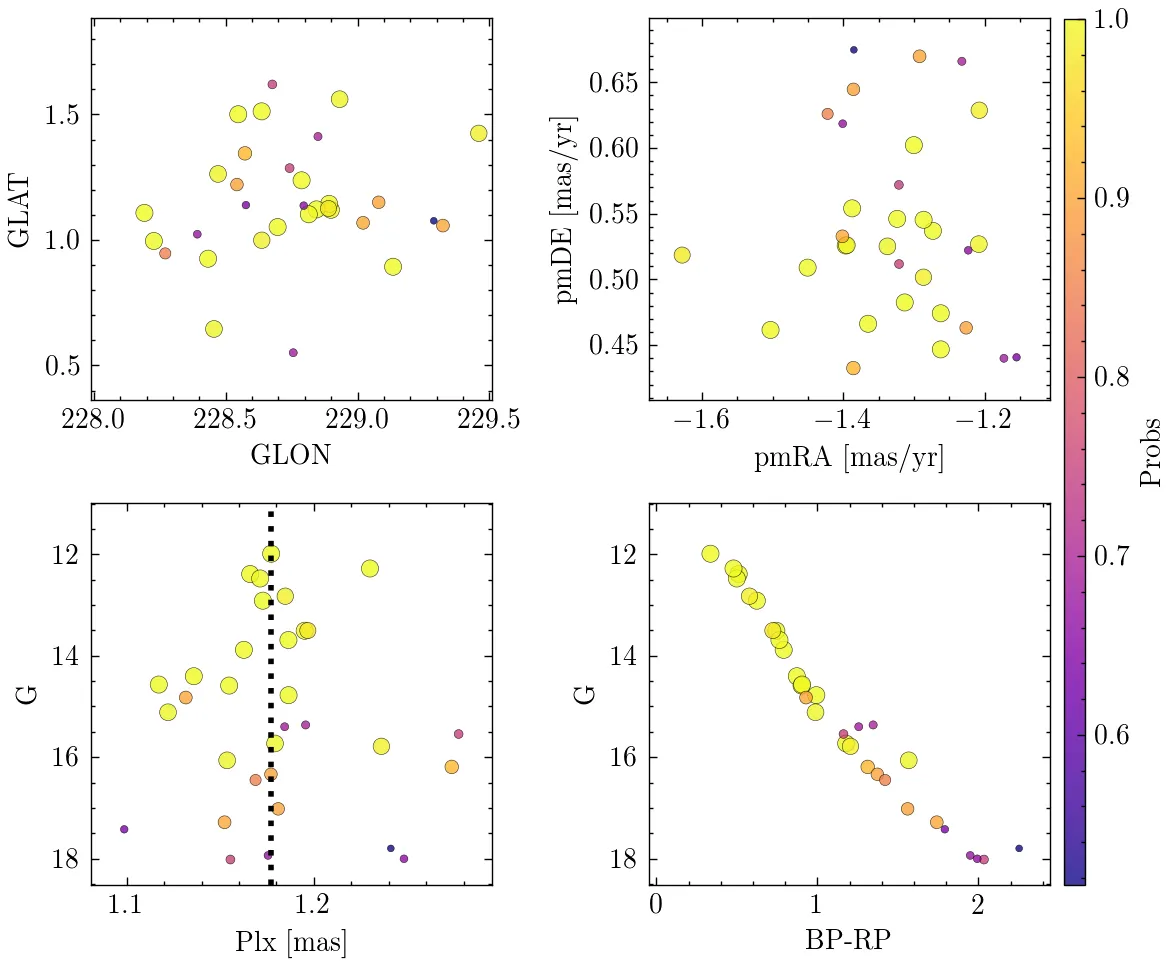 1.5
1.0
0.5
GLAT
228.0 228.5 229.0 229.5
GLON
0.65
0.60
0.55
0.50
0.45
pmDE [mas/yr]
−1.6 −1.4 −1.2
pmRA [mas/yr]
1.0
0.9
0.8
0.7
0.6
Probs
12
14
16
18
G
1.1 1.2
Plx [mas]
12
14
16
18
G
0 1 2
BP-RP